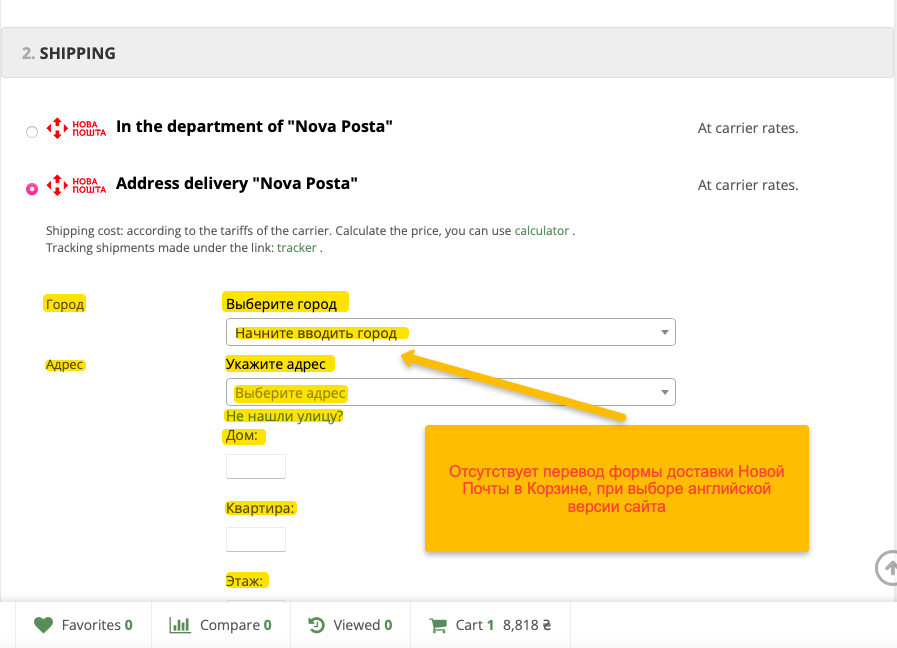 2. SHIPPING
НОВА
ПОШТА
In the department of "Nova Posta"
At carrier rates.
НОВА
ПОШТА
Address delivery "Nova Posta"
At carrier rates.
Shipping cost: according to the tariffs of the carrier. Calculate the price, you can use calculator .
Tracking shipments made under the link: tracker .
Город
Выберите город
Начните вводить город
Адрес
Укажите адрес
Выберите адрес
Не нашли улицу?
Дом:
Отсутствует перевод формы доставки Новой
Почты в Корзине, при выборе английской
версии сайта
Квартира:
Этаж:
Favorites 0
Compare 0
Viewed 0
Cart 1 8,818 ₴